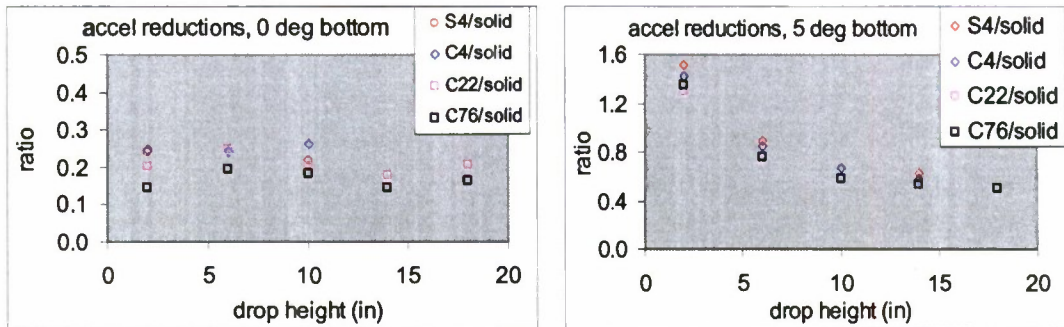 accel reductions, 0 deg bottom
0.5
0.4
0.3
0.2
0.1
0.0
ratio
0
5
10
15
20
drop height (in)
S4/solid
C4/solid
C22/solid
C76/solid
accel reductions, 5 deg bottom
1.6
1.2
0.8
0.4
0.0
ratio
0
5
10
15
20
drop height (in)
S4/solid
C4/solid
C22/solid
C76/solid